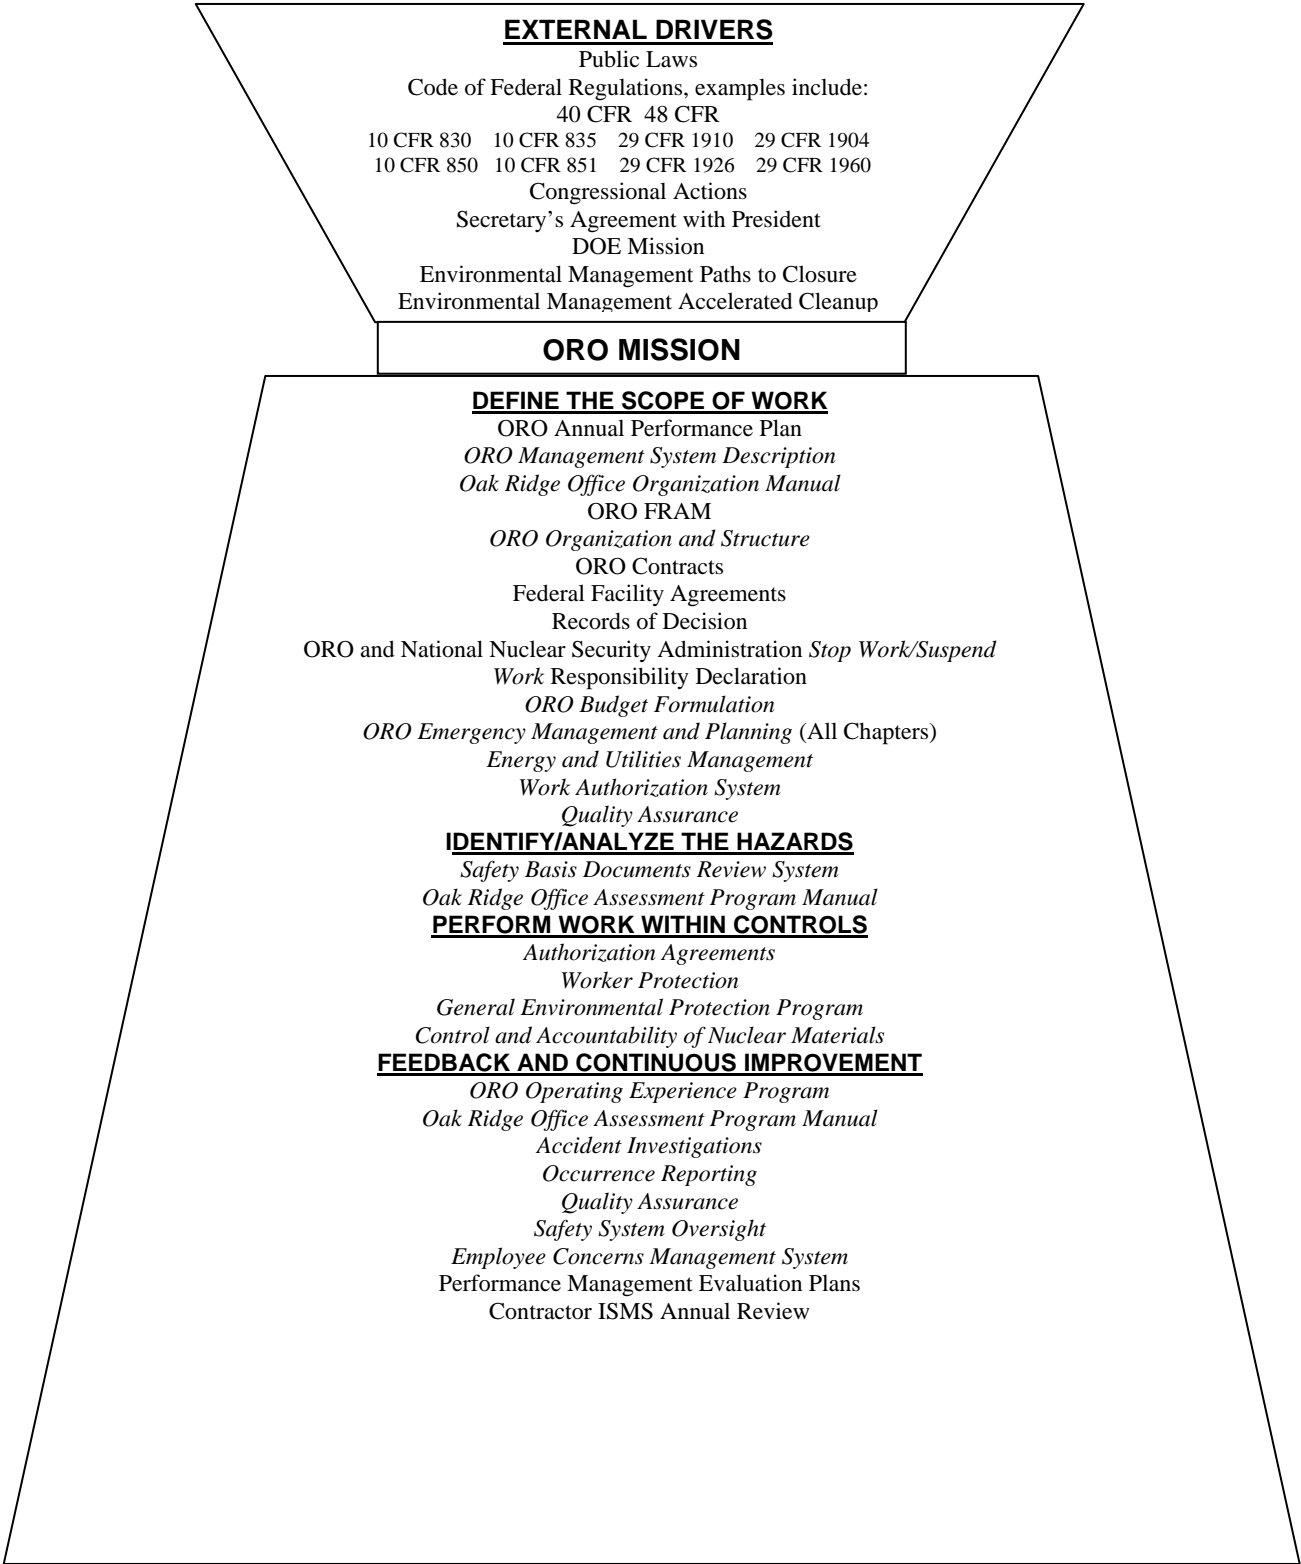 EXTERNAL DRIVERS
Public Laws
Code of Federal Regulations, examples include:
40 CFR 48 CFR
10 CFR 830 10 CFR 835 29 CFR 1910 29 CFR 1904
10 CFR 850 10 CFR 851 29 CFR 1926 29 CFR 1960
Congressional Actions
Secretary’s Agreement with President
DOE Mission
Environmental Management Paths to Closure
Environmental Management Accelerated Cleanup
ORO MISSION
DEFINE THE SCOPE OF WORK
ORO Annual Performance Plan
ORO Management System Description
Oak Ridge Office Organization Manual
ORO FRAM
ORO Organization and Structure
ORO Contracts
Federal Facility Agreements
Records of Decision
ORO and National Nuclear Security Administration Stop Work/Suspend
Work Responsibility Declaration
ORO Budget Formulation
ORO Emergency Management and Planning (All Chapters)
Energy and Utilities Management
Work Authorization System
Quality Assurance
IDENTIFY/ANALYZE THE HAZARDS
Safety Basis Documents Review System
Oak Ridge Office Assessment Program Manual
PERFORM WORK WITHIN CONTROLS
Authorization Agreements
Worker Protection
General Environmental Protection Program
Control and Accountability of Nuclear Materials
FEEDBACK AND CONTINUOUS IMPROVEMENT
ORO Operating Experience Program
Oak Ridge Office Assessment Program Manual
Accident Investigations
Occurrence Reporting
Quality Assurance
Safety System Oversight
Employee Concerns Management System
Performance Management Evaluation Plans
Contractor ISMS Annual Review